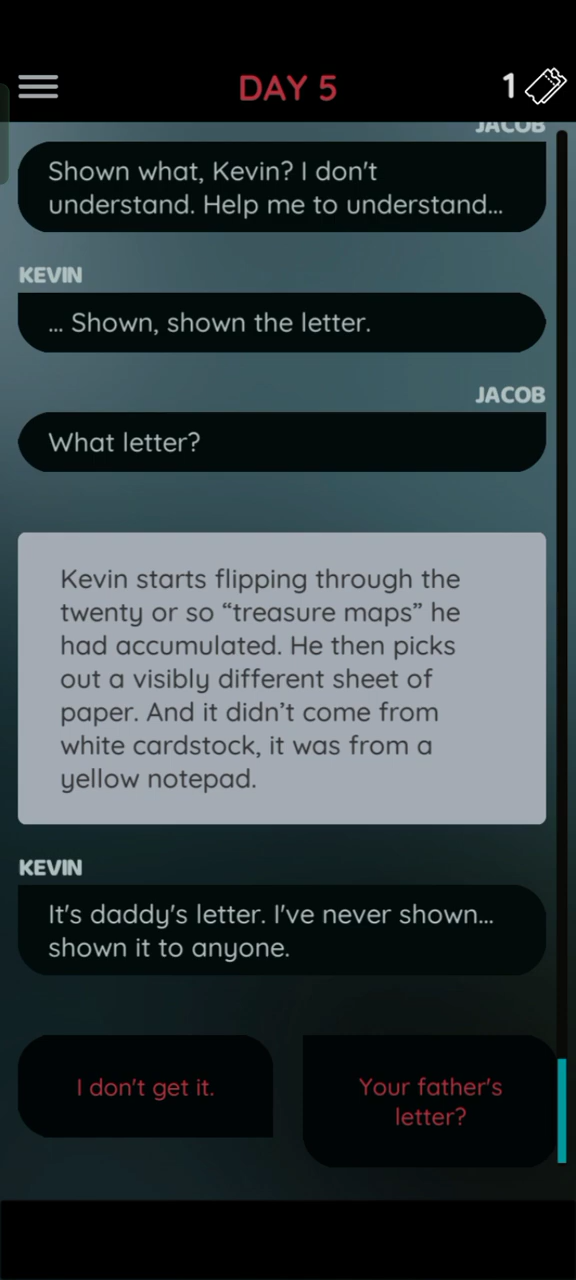 DAY 5
1
JACOB
Shown what, Kevin? I don't
understand. Help me to understand...
KEVIN
... Shown, shown the letter.
JACOB
What letter?
Kevin starts flipping through the
twenty or so “treasure maps” he
had accumulated. He then picks
out a visibly different sheet of
paper. And it didn’t come from
white cardstock, it was from a
yellow notepad.
KEVIN
It's daddy's letter. I've never shown...
shown it to anyone.
I don't get it.
Your father's
letter?